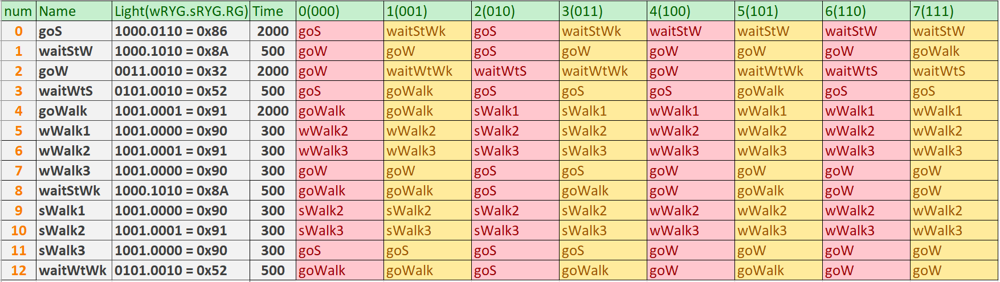 num Name Light(wRYG.sRYG.RG) Time 0(000) 1(001) 2(010) 3(011) 4(100) 5(101) 6(110) 7(111)
0 goS 1000.0110 = 0x86 2000 goS waitStWk goS waitStWk waitStW waitStW waitStW waitStW
1 waitStW 1000.1010 = 0x8A 500 goW goW goS goW goW goW goW goWalk
2 goW 0011.0010 = 0x32 2000 goW waitWtWk waitWtS waitWtWk goW waitWtWk waitWtS waitWtS
3 waitWtS 0101.0010 = 0x52 500 goS goWalk goS goS goS goWalk goS goS
4 goWalk 1001.0001 = 0x91 2000 goWalk goWalk sWalk1 sWalk1 wWalk1 wWalk1 wWalk1 wWalk1
5 wWalk1 1001.0000 = 0x90 300 wWalk2 wWalk2 sWalk2 sWalk2 wWalk2 wWalk2 wWalk2 wWalk2
6 wWalk2 1001.0001 = 0x91 300 wWalk3 wWalk3 sWalk3 sWalk3 wWalk3 wWalk3 wWalk3 wWalk3
7 wWalk3 1001.0000 = 0x90 300 goW goW goS goS goW goW goW goW
8 waitStWk 1000.1010 = 0x8A 500 goWalk goWalk goS goWalk goW goWalk goW goW
9 sWalk1 1001.0000 = 0x90 300 sWalk2 sWalk2 sWalk2 sWalk2 wWalk2 wWalk2 wWalk2 wWalk2
10 sWalk2 1001.0001 = 0x91 300 sWalk3 sWalk3 sWalk3 sWalk3 wWalk3 wWalk3 wWalk3 wWalk3
11 sWalk3 1001.0000 = 0x90 300 goS goS goS goS goW goW goW goW
12 waitWtWk 0101.0010 = 0x52 500 goWalk goWalk goS goWalk goW goWalk goW goW